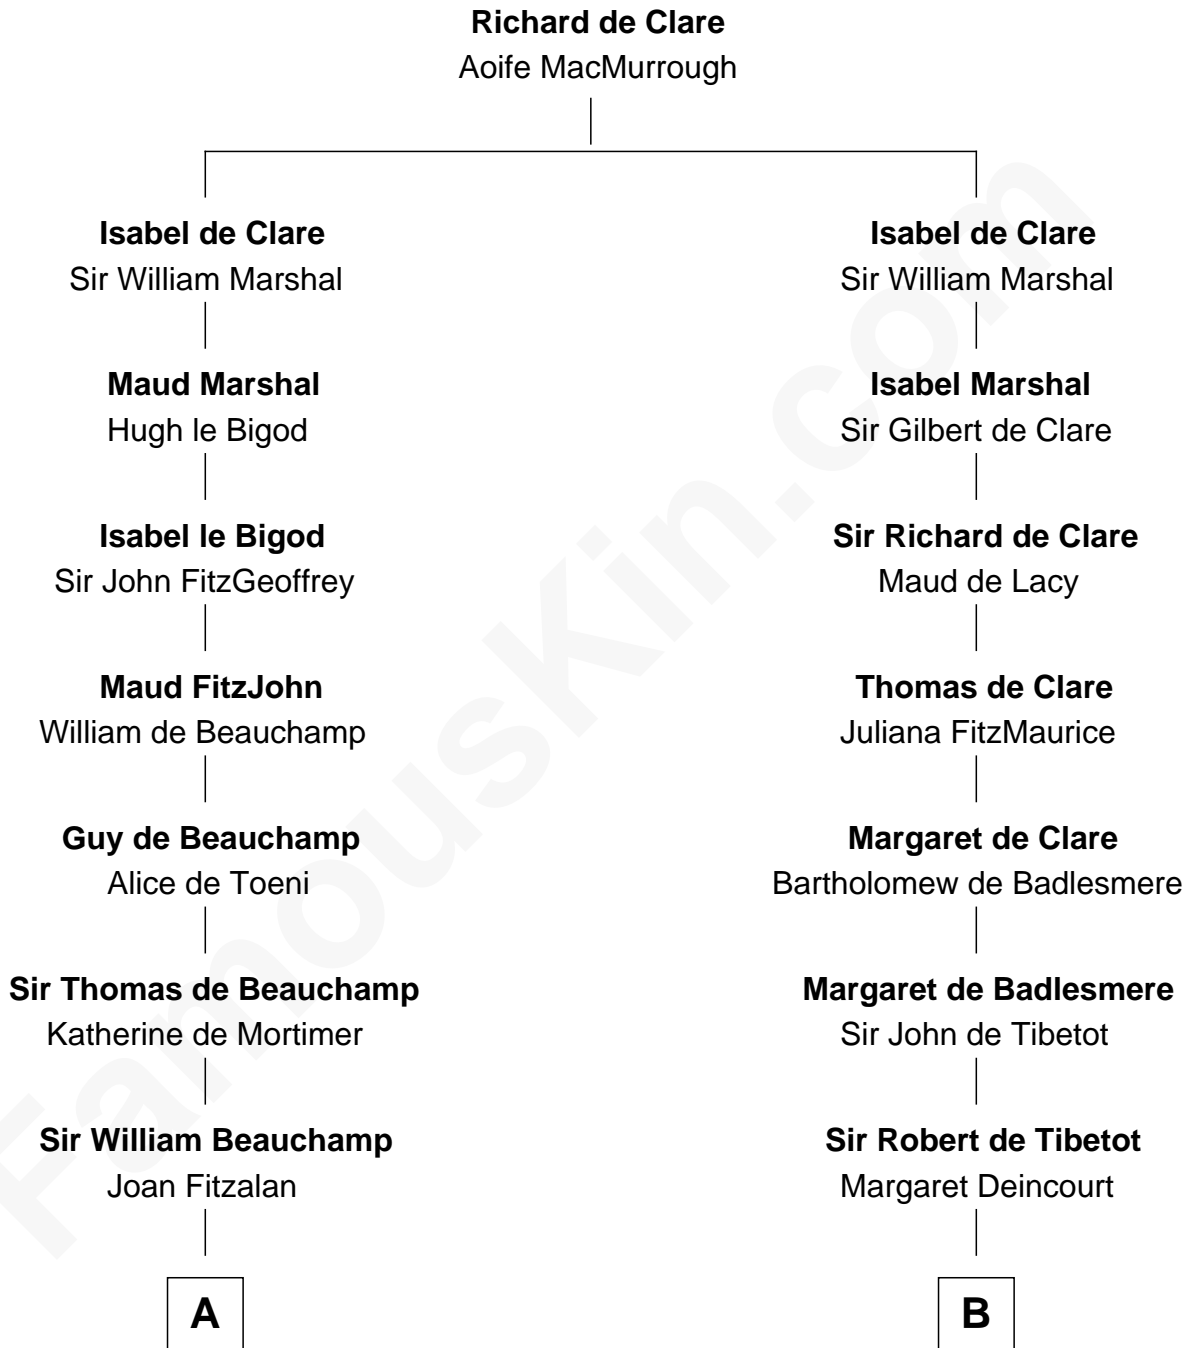 Richard de Clare
Aoife MacMurrough
Isabel de Clare
Sir William Marshal
Maud Marshal
Hugh le Bigod
Isabel le Bigod
Sir John FitzGeoffrey
Maud FitzJohn
William de Beauchamp
Guy de Beauchamp
Alice de Toeni
Sir Thomas de Beauchamp
Katherine de Mortimer
Sir William Beauchamp
Joan Fitzalan
A
Isabel de Clare
Sir William Marshal
Isabel Marshal
Sir Gilbert de Clare
Sir Richard de Clare
Maud de Lacy
Thomas de Clare
Juliana FitzMaurice
Margaret de Clare
Bartholomew de Badlesmere
Margaret de Badlesmere
Sir John de Tibetot
Sir Robert de Tibetot
Margaret Deincourt
B
FamousKin.com